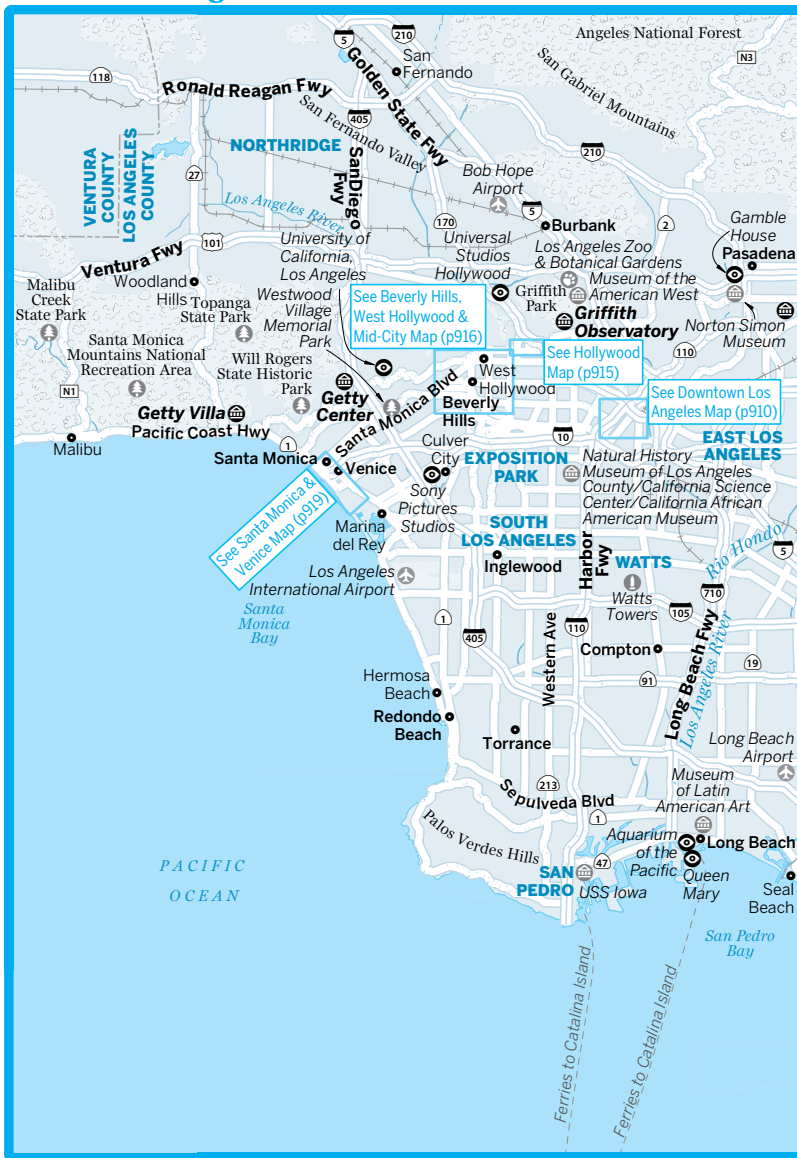 Angeles National Forest
5
210
San
Fernando
N3
118
Ronald Reagan Fwy
Golden State Fwy
San Gabriel Mountains
405
San Fernando Valley
NORTHRIDGE
VENTURA
COUNTY
LOS ANGELES
COUNTY
27
SanDiego
Fwy
210
Bob Hope
Airport
Los Angeles River
170
5
Burbank
2
Gamble
House
Pasadena
101
Ventura Fwy
University of
California,
Los Angeles
Universal
Studios
Hollywood
Los Angeles Zoo
& Botanical Gardens
Griffith
Park
Museum of the
American West
Malibu
Creek
State Park
Woodland
Hills
Topanga
State Park
Westwood
Village
Memorial
Park
See Beverly Hills,
West Hollywood &
Mid-City Map (p916)
Griffith
Observatory
Norton Simon
Museum
Santa Monica
Mountains National
Recreation Area
Will Rogers
State Historic
Park
West
Hollywood
See Hollywood
Map (p915)
110
N1
Getty
Center
Santa Monica Blvd
Beverly
Hills
See Downtown Los
Angeles Map (p910)
Getty Villa
Pacific Coast Hwy
Malibu
1
Santa Monica
Venice
Culver
City
10
EAST LOS
ANGELES
EXPOSITION
PARK
Natural History
Museum of Los Angeles
County/California Science
Center/California African
American Museum
Sony
Pictures
Studios
See Santa Monica &
Venice Map (p919)
Marina
del Rey
SOUTH
LOS ANGELES
Inglewood
Harbor
Fwy
Rio Hondo
5
WATTS
Watts
Towers
710
Los Angeles
International Airport
Santa
Monica
Bay
1
405
Western Ave
110
105
Compton
Long Beach Fwy
Los Angeles River
19
91
Hermosa
Beach
Redondo
Beach
Torrance
Long Beach
Airport
213
Sepulveda Blvd
Museum
of Latin
American Art
1
Palos Verdes Hills
Aquarium
of the
Pacific
Long Beach
47
SAN
PEDRO
USS Iowa
Queen
Mary
Seal
Beach
PACIFIC
OCEAN
San Pedro
Bay
Ferries to Catalina Island
Ferries to Catalina Island